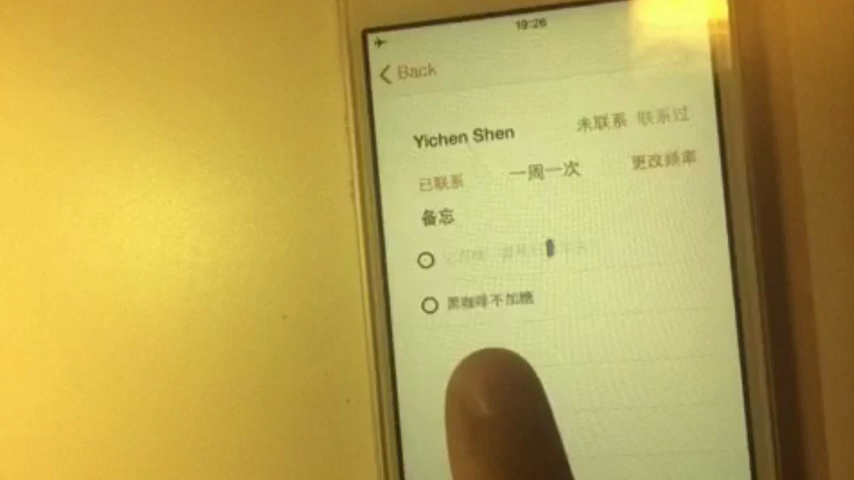 19:26
Back
Yichen Shen 未联系 联系过
已联系 一周一次 更改频率
备忘
黑咖啡不加糖